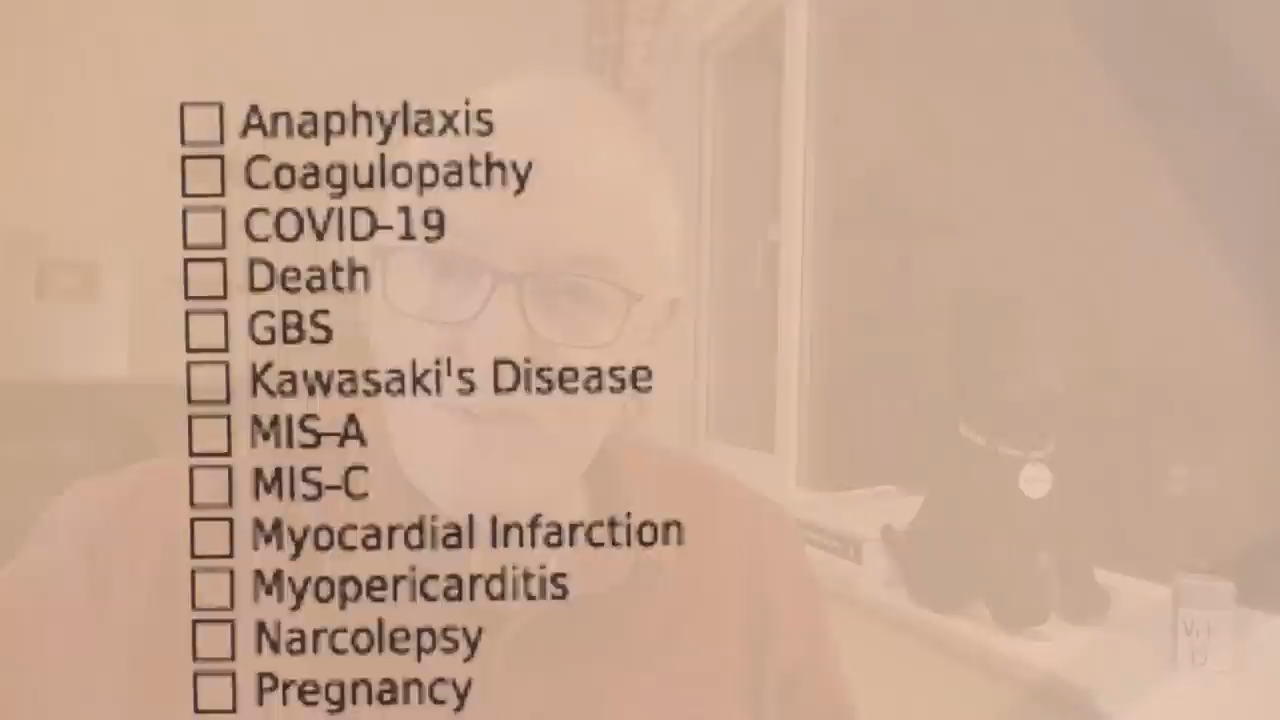 Anaphylaxis
Coagulopathy
COVID-19
Death
GBS
Kawasaki's Disease
MIS-A
MIS-C
Myocardial Infarction
Myopericarditis
Narcolepsy
Pregnancy